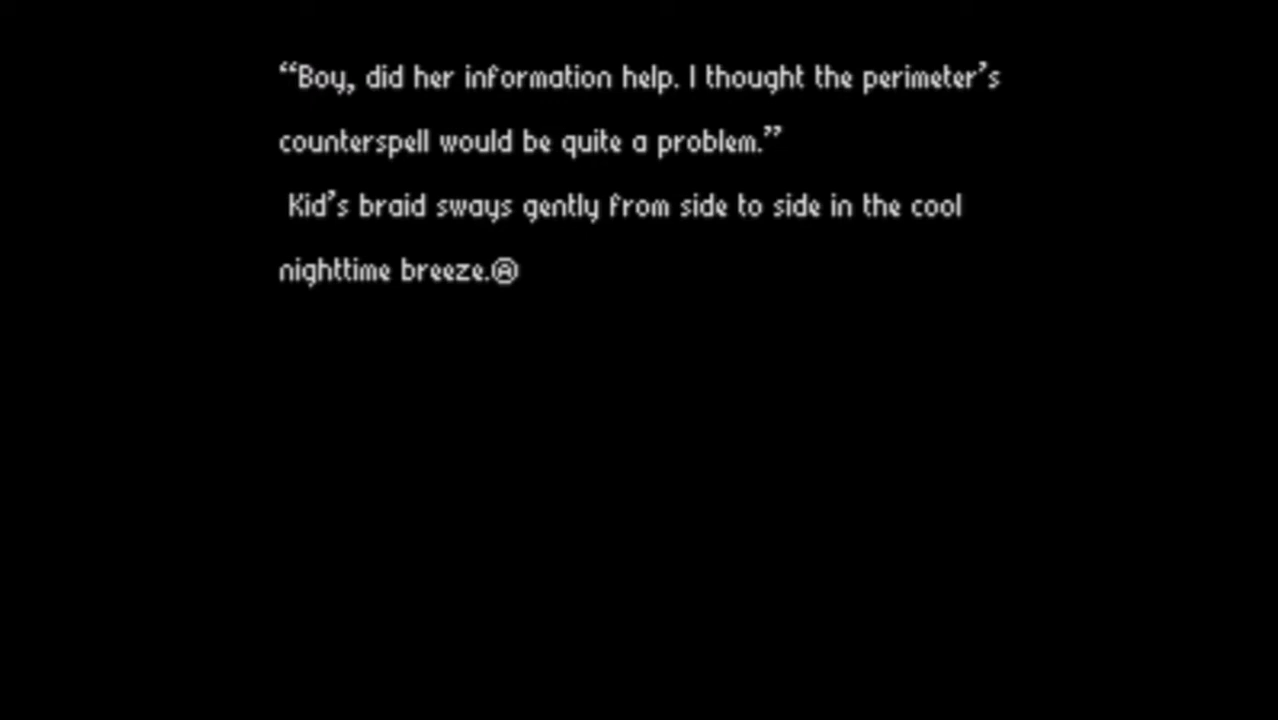 “Boy, did her information help. I thought the perimeter’s
counterspell would be quite a problem.”
Kid’s braid sways gently from side to side in the cool
nighttime breeze.Ⓐ